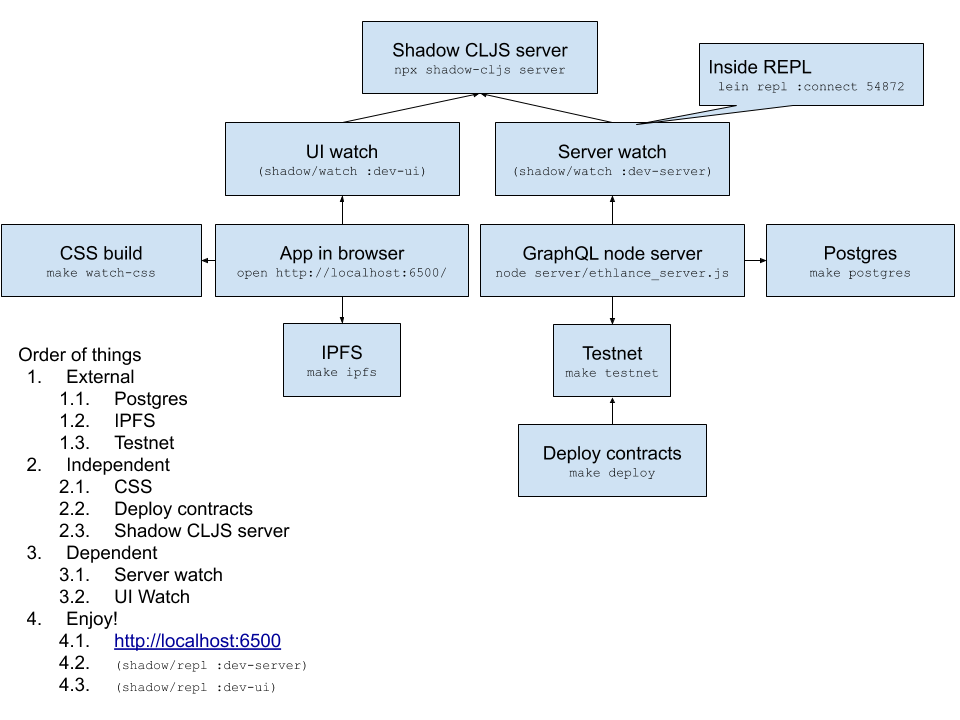 Shadow CLJS server
npx shadow-cljs server
Inside REPL
lein repl :connect 54872
UI watch
(shadow/watch :dev-ui)
Server watch
(shadow/watch :dev-server)
CSS build
make watch-css
App in browser
open http://localhost:6500/
GraphQL node server
node server/ethlance_server.js
Postgres
make postgres
IPFS
make ipfs
Testnet
make testnet
Deploy contracts
make deploy
Order of things
1. External
1.1. Postgres
1.2. IPFS
1.3. Testnet
2. Independent
2.1. CSS
2.2. Deploy contracts
2.3. Shadow CLJS server
3. Dependent
3.1. Server watch
3.2. UI Watch
4. Enjoy!
4.1. http://localhost:6500
4.2. (shadow/repl :dev-server)
4.3. (shadow/repl :dev-ui)